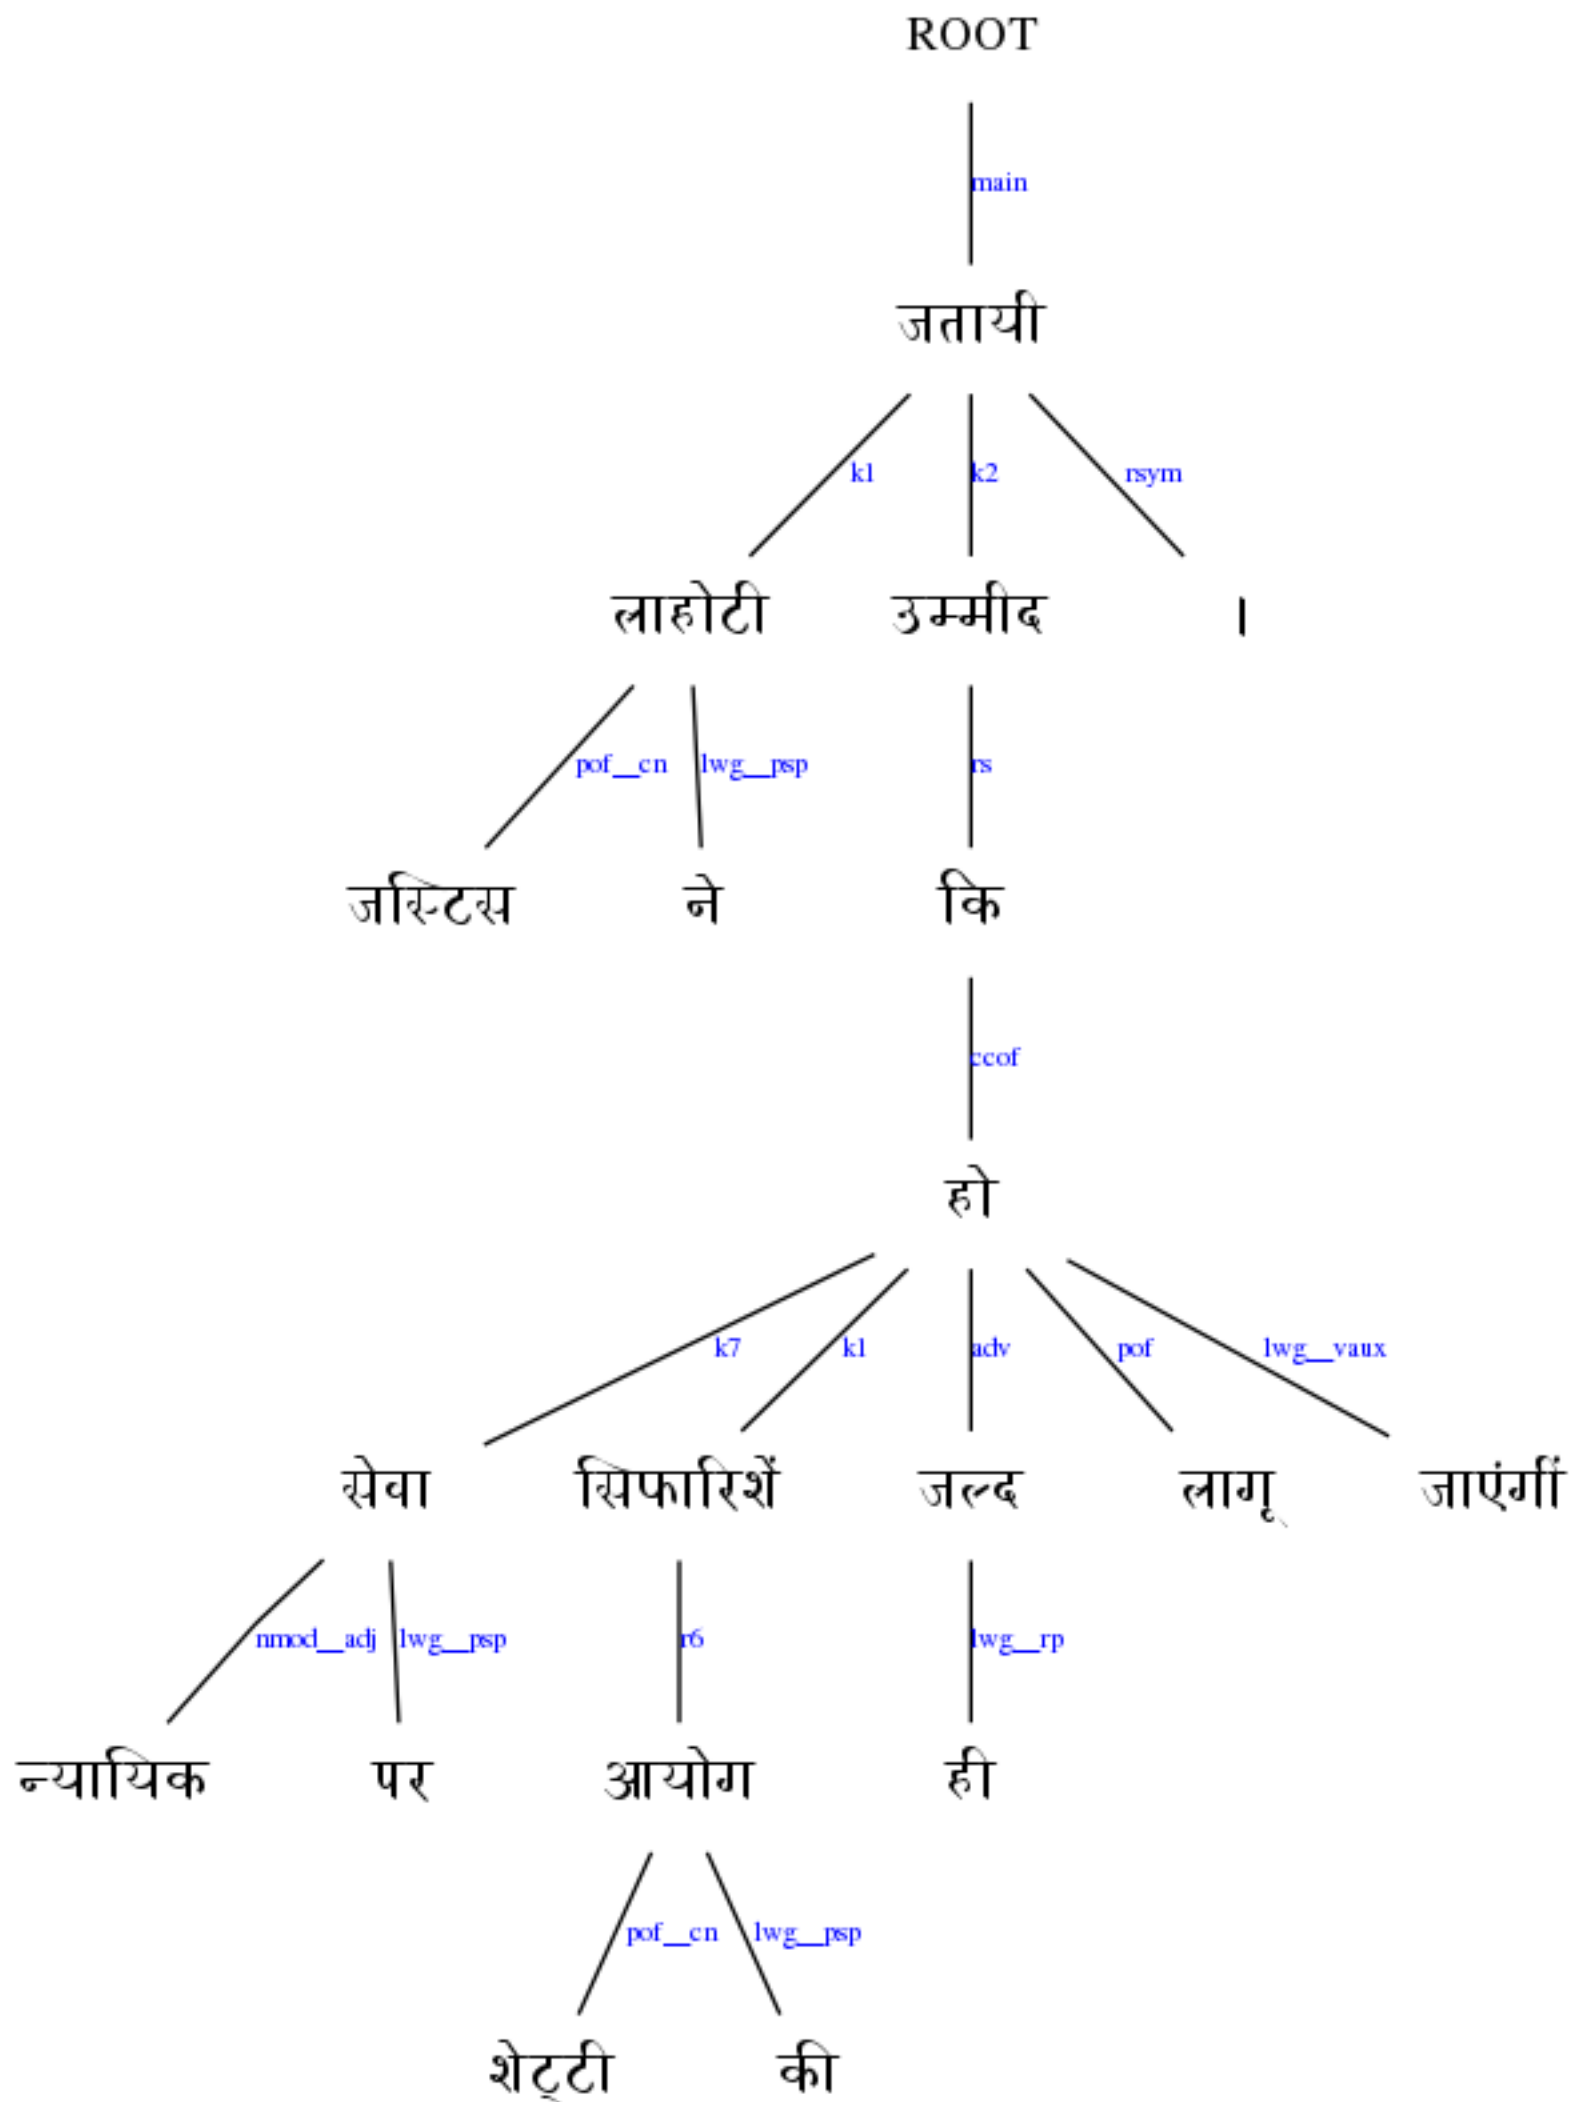 ROOT
main
जतायी
k1 k2 rsym
लाहोटी उम्मीद ।
pof__cn lwg__psp rs
जस्टिस ने कि
ccof
हो
k7 k1 adv pof lwg__vaux
सेवा सिफारिशें जल्द लागू जाएंगीं
nmod__adj lwg__psp r6 lwg__rp
न्यायिक पर आयोग ही
pof__cn lwg__psp
शेट्टी की